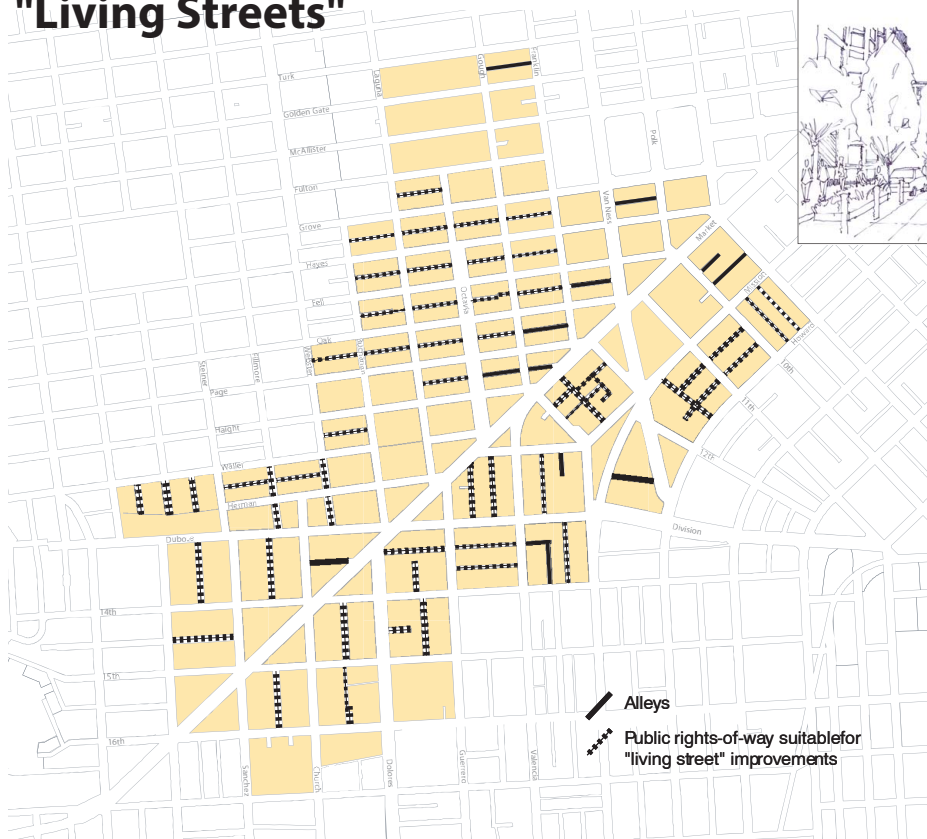 "Living Streets"
Turk
Laguna
Gough
Franklin
Golden Gate
McAllister
Polk
Fulton
Van Ness
Grove
Market
Hayes
Mission
Fell
Octavia
Oak
Webster
Buchanan
Howard
Steiner
Fillmore
Page
10th
11th
Haight
12th
Waller
Herman
Duboce
Division
14th
15th
Alleys
Public rights-of-way suitablefor
"living street" improvements
16th
Sanchez
Church
Dolores
Guerrero
Valencia